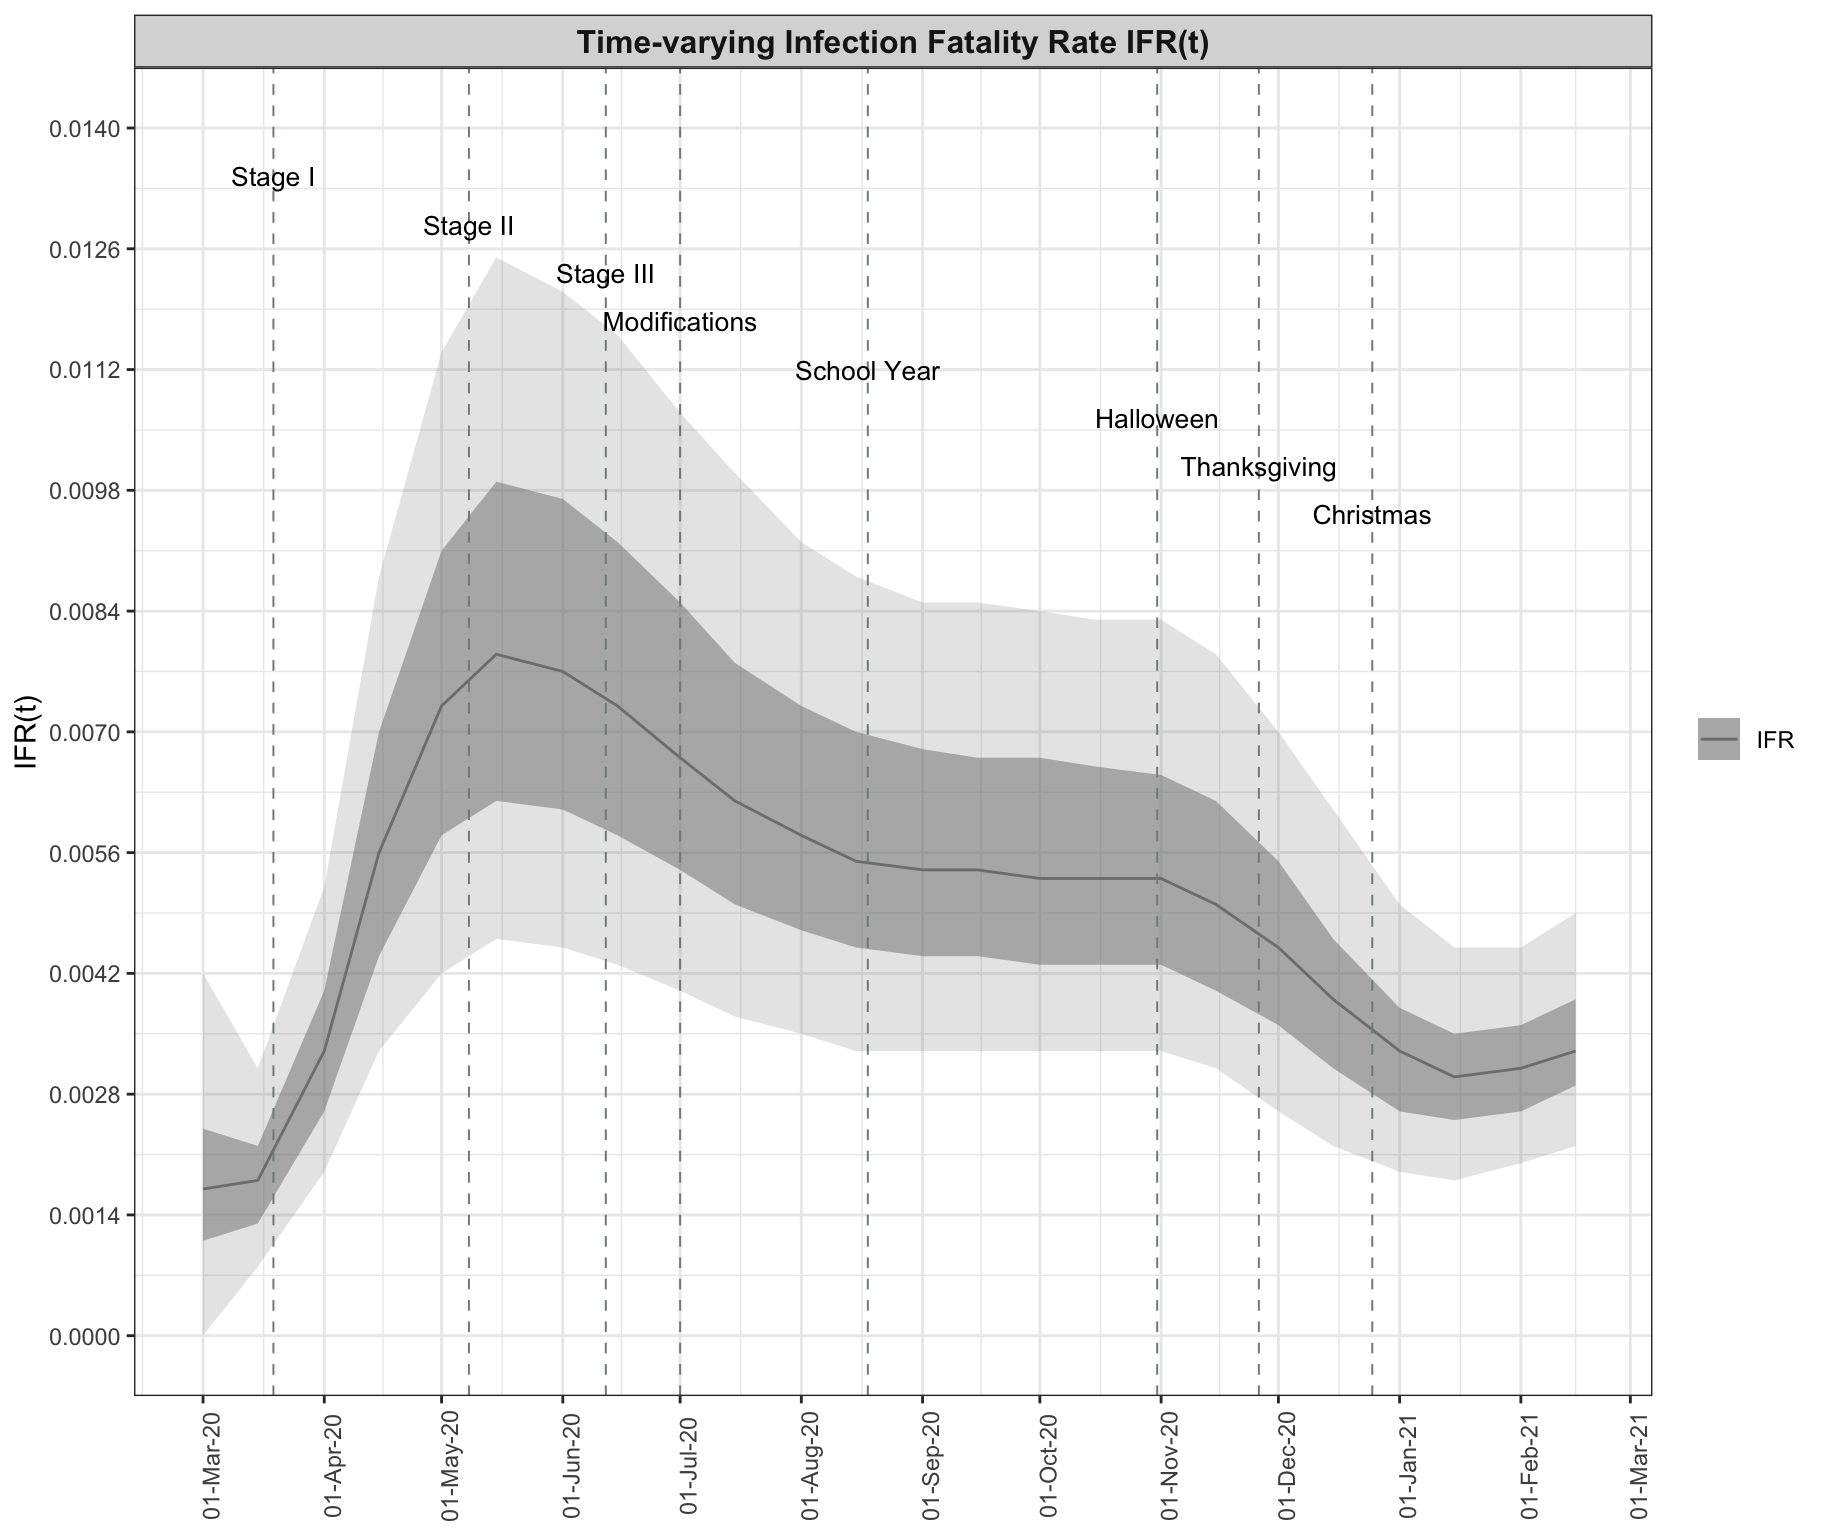 Time-varying Infection Fatality Rate IFR(t)
0.0140
Stage I
Stage II
0.0126
Stage III
Modifications
0.0112
School Year
Halloween
Thanksgiving
0.0098
Christmas
0.0084
0.0070
IFR(t)
IFR
0.0056
0.0042
0.0028
0.0014
0.0000
01-Mar-20
01-Apr-20
01-May-20
01-Jun-20
01-Jul-20
01-Aug-20
01-Sep-20
01-Oct-20
01-Nov-20
01-Dec-20
01-Jan-21
01-Feb-21
01-Mar-21